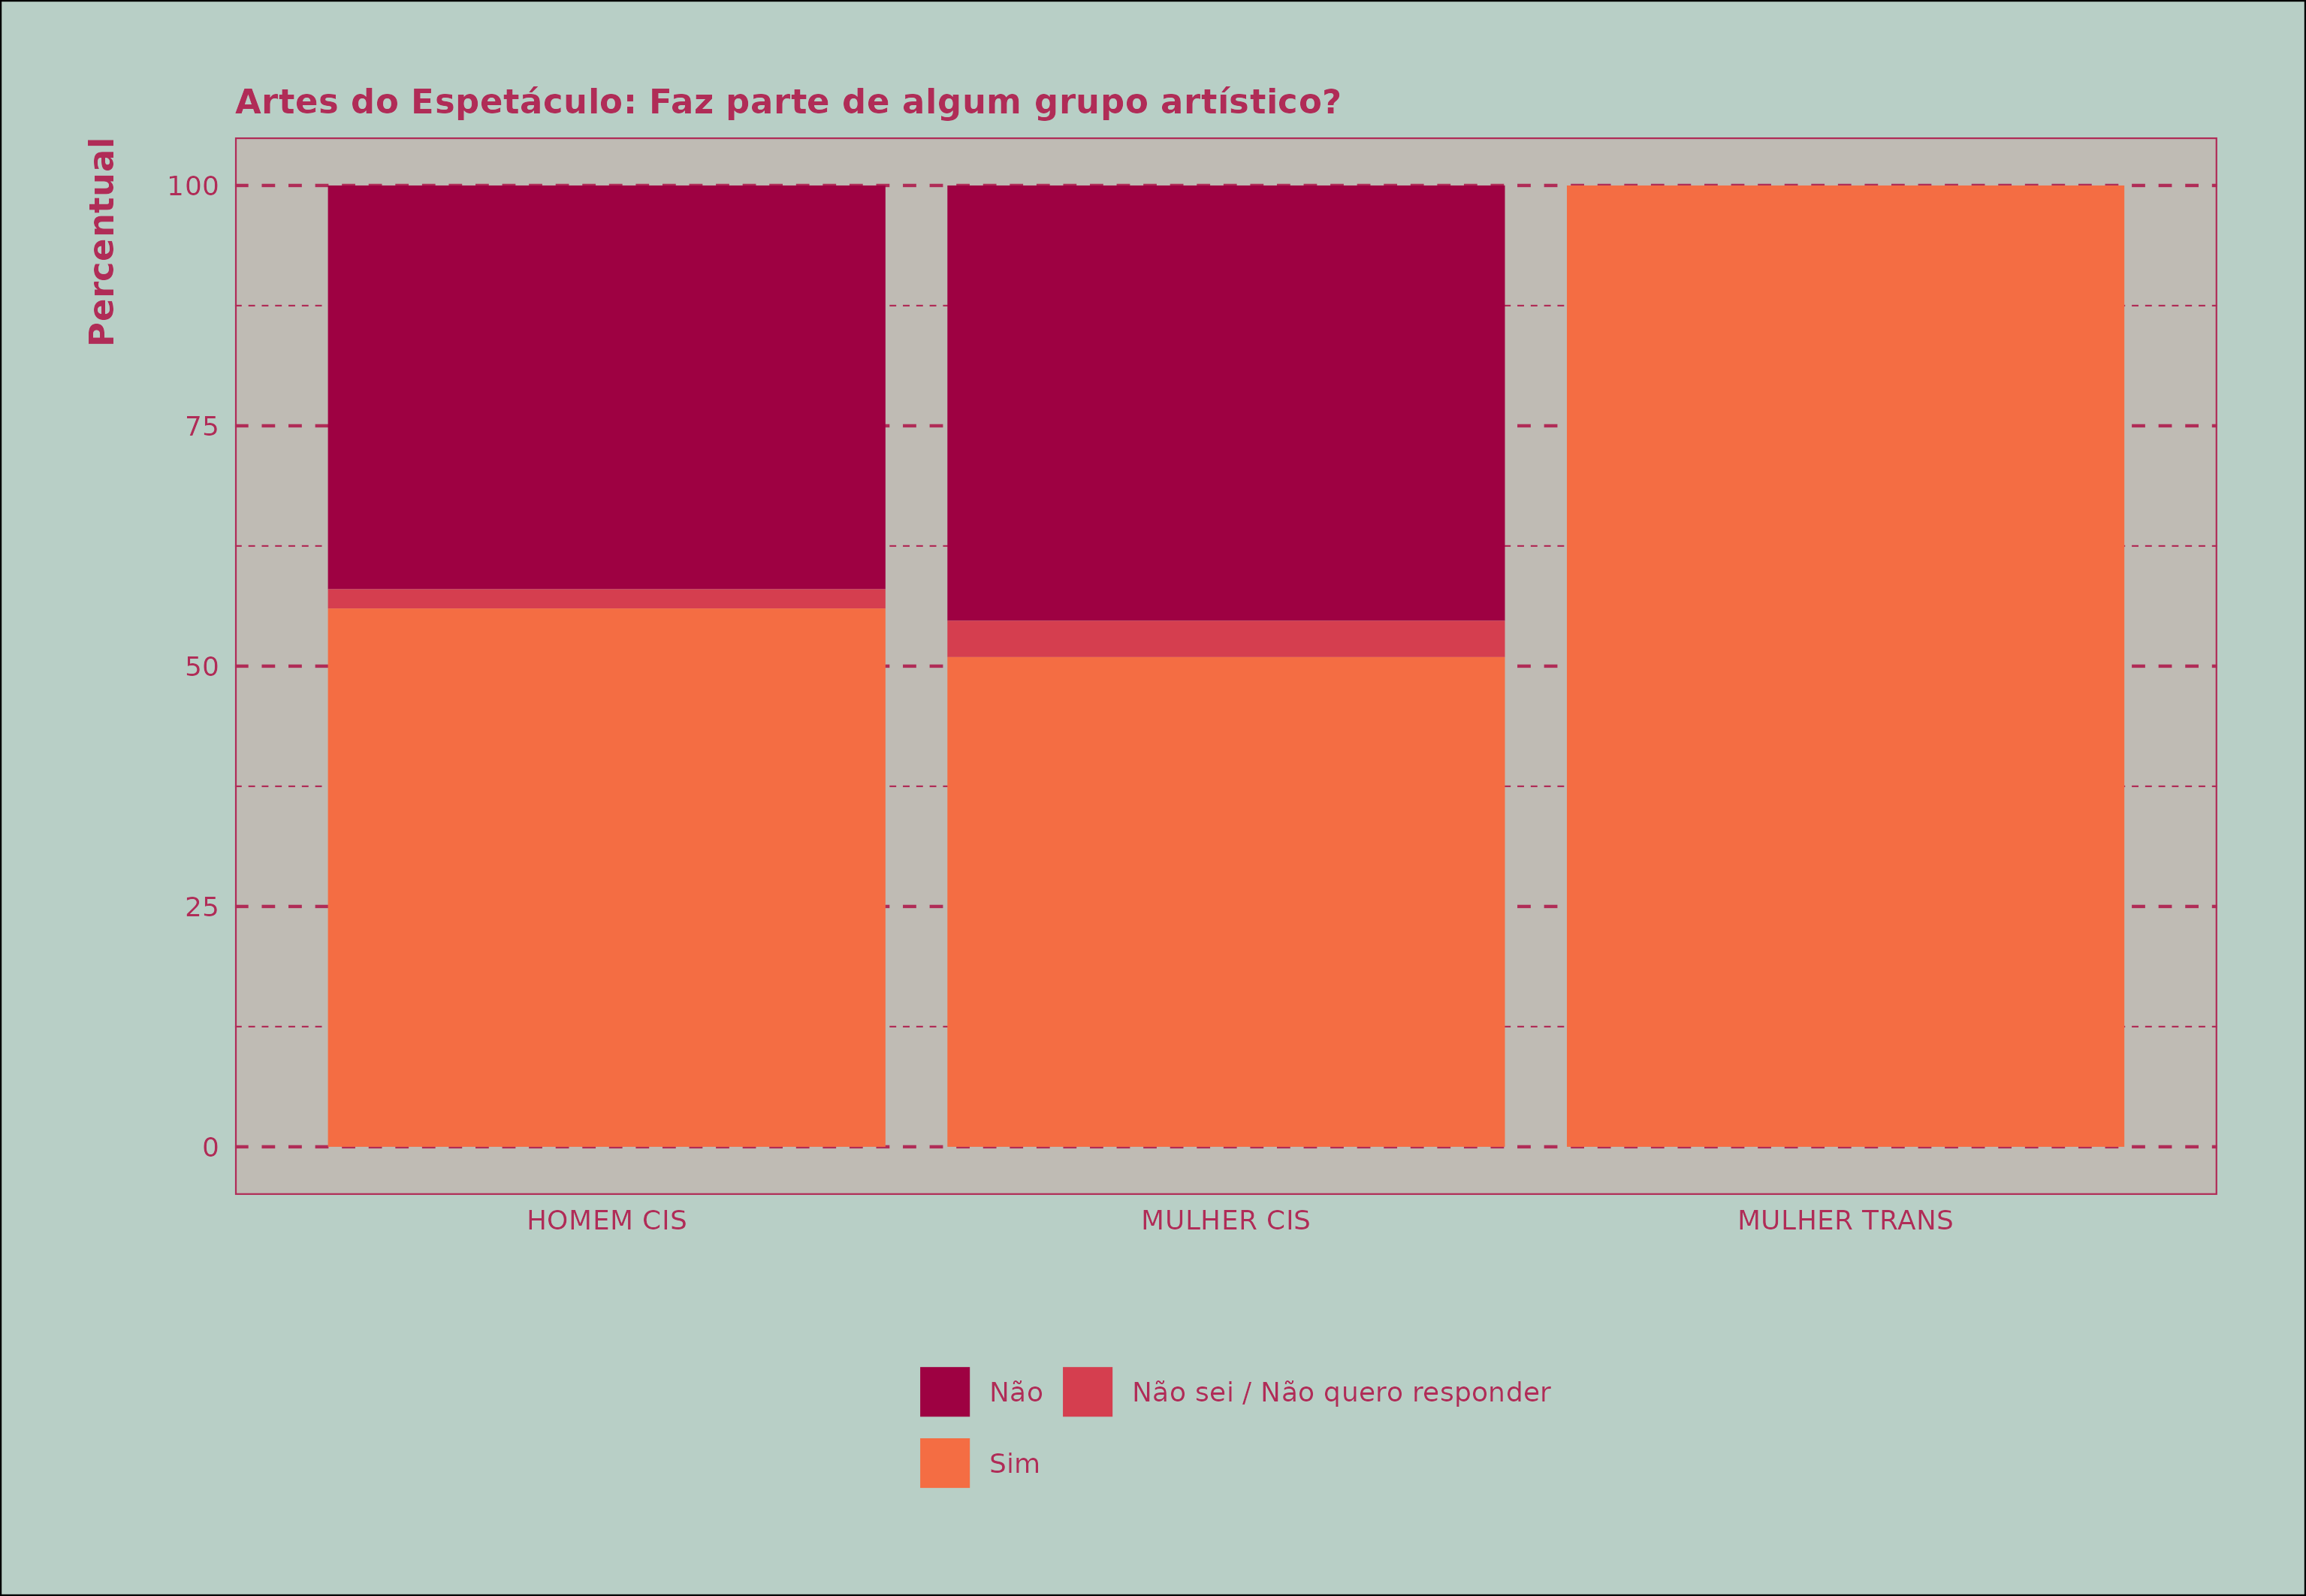 Artes do Espetáculo: Faz parte de algum grupo artístico?
Percentual
100
75
50
25
0
HOMEM CIS
MULHER CIS
MULHER TRANS
Não
Não sei / Não quero responder
Sim